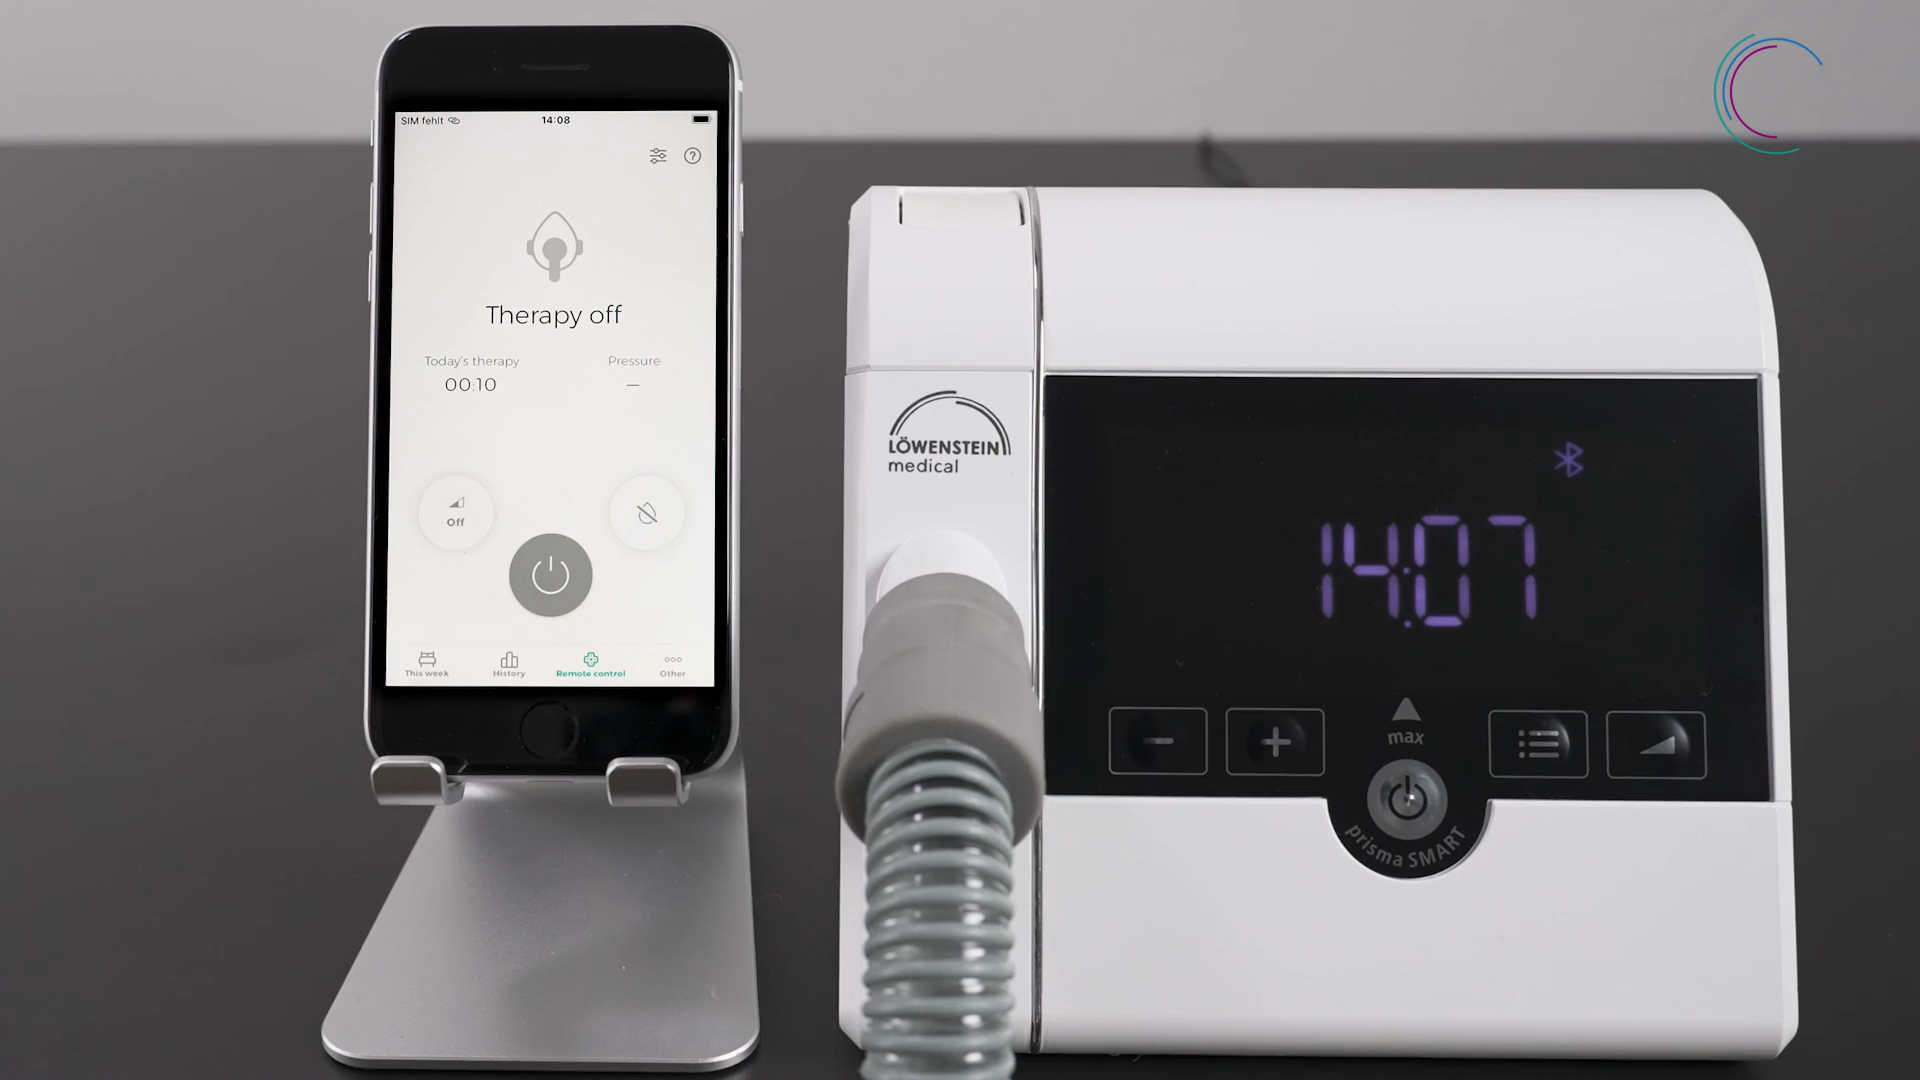 SIM fehlt 14:08
Therapy off
Today's therapy Pressure
00:10 —
Off
This week History Remote control Other
LÖWENSTEIN
medical
14:07
max
prisma SMART